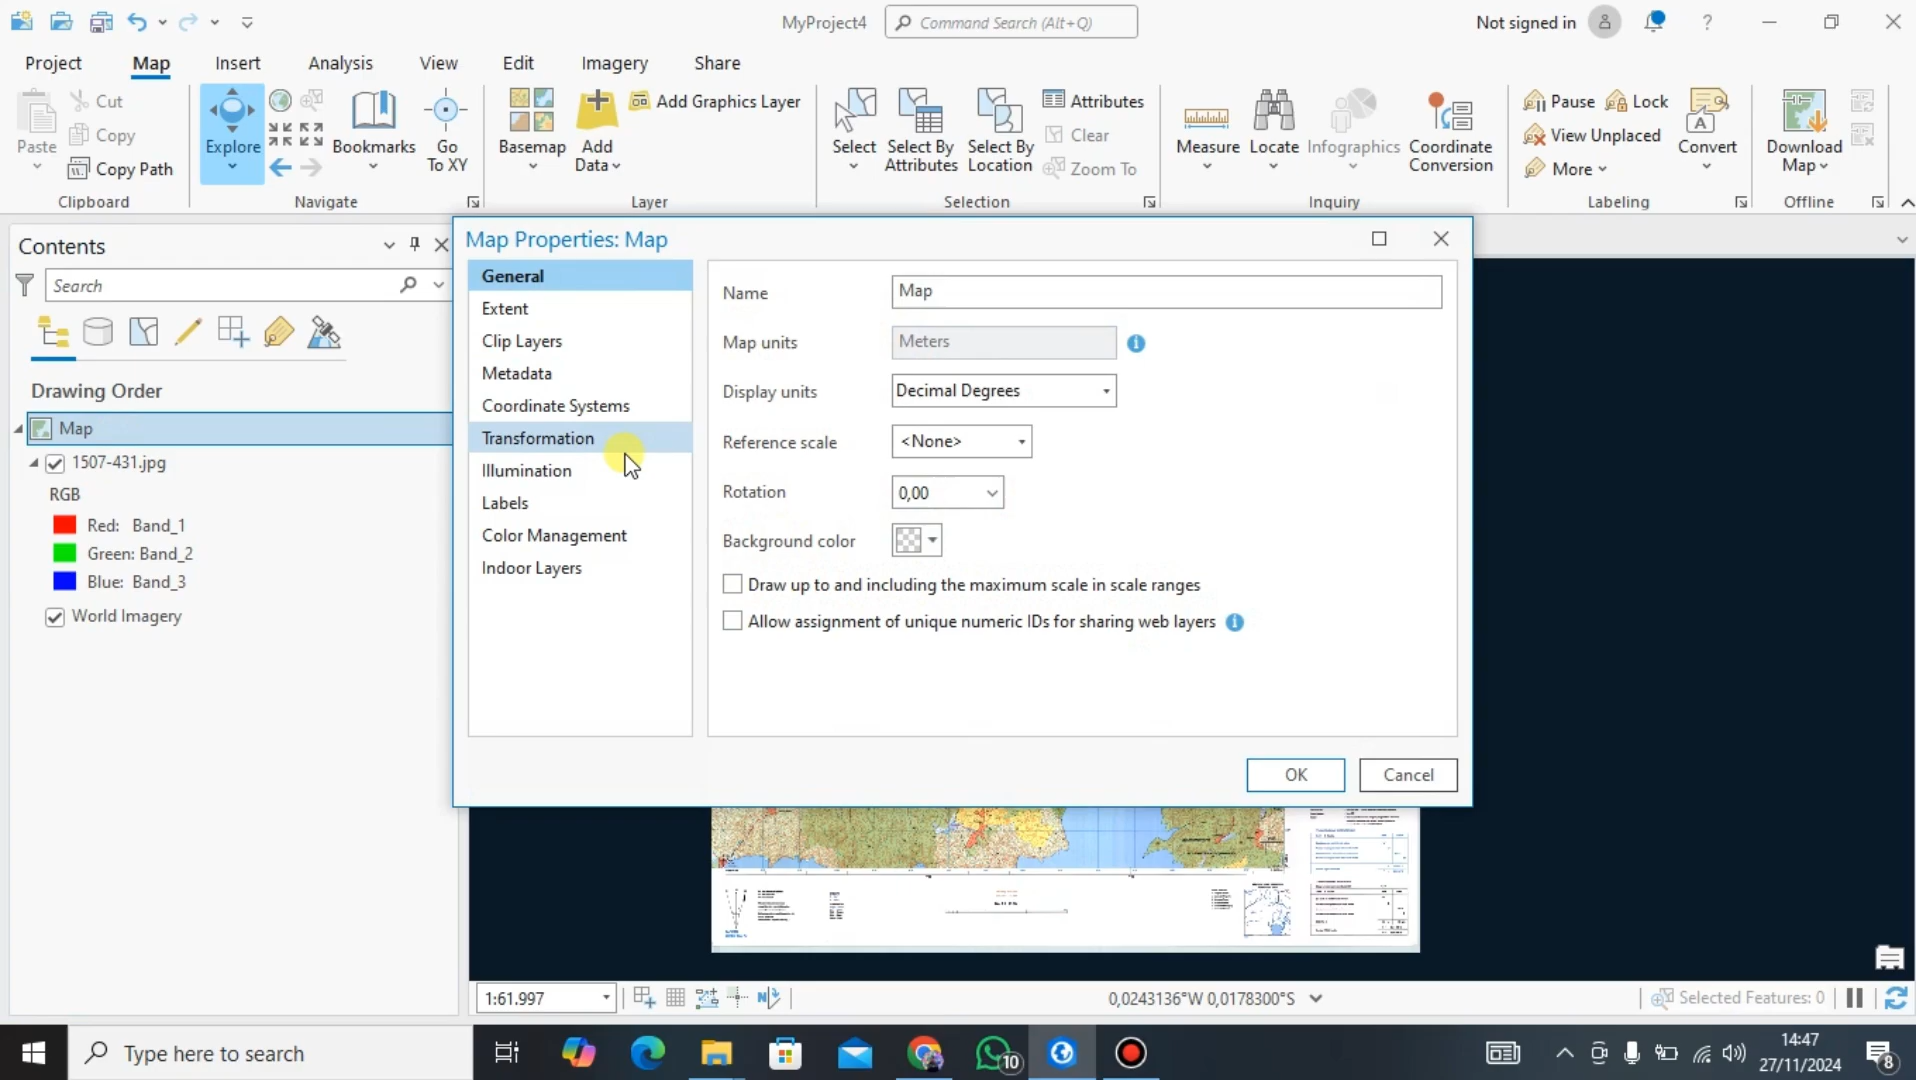 MyProject4
Command Search (Alt+Q)
Not signed in
Project
Map
Insert
Analysis
View
Edit
Imagery
Share
Paste
Cut
Copy
Copy Path
Clipboard
Explore
Bookmarks
Go
To XY
Navigate
Basemap
Add
Data
Add Graphics Layer
Layer
Select
Select By
Attributes
Select By
Location
Attributes
Clear
Zoom To
Selection
Measure
Locate
Infographics
Coordinate
Conversion
Inquiry
Pause
Lock
View Unplaced
More
Convert
Labeling
Download
Map
Offline
Contents
Search
Drawing Order
Map
1507-431.jpg
RGB
Red: Band_1
Green: Band_2
Blue: Band_3
World Imagery
Map Properties: Map
General
Extent
Clip Layers
Metadata
Coordinate Systems
Transformation
Illumination
Labels
Color Management
Indoor Layers
Name
Map
Map units
Meters
Display units
Decimal Degrees
Reference scale
<None>
Rotation
0,00
Background color
Draw up to and including the maximum scale in scale ranges
Allow assignment of unique numeric IDs for sharing web layers
OK
Cancel
1:61.997
0,0243136°W 0,0178300°S
Selected Features: 0
Type here to search
10
14:47
27/11/2024
8